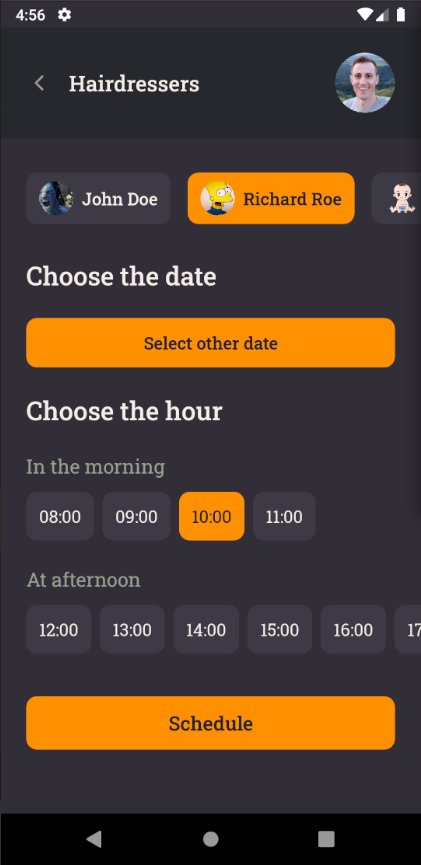 4:56
Hairdressers
John Doe
Richard Roe
Choose the date
Select other date
Choose the hour
In the morning
08:00 09:00 10:00 11:00
At afternoon
12:00 13:00 14:00 15:00 16:00 17
Schedule